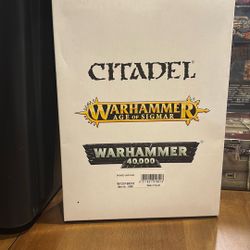 CITADEL
WARHAMMER
AGE OF SIGMAR
WARHAMMER
40,000